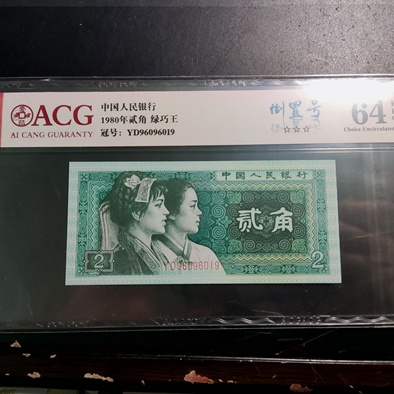 ACG
AI CANG GUARANTY
中国人民银行
1980年贰角 绿巧王
冠号: YD96096019
倒置号
☆☆☆
64
Choice Uncirculated
中国人民银行
贰角
YD96096019
2
2